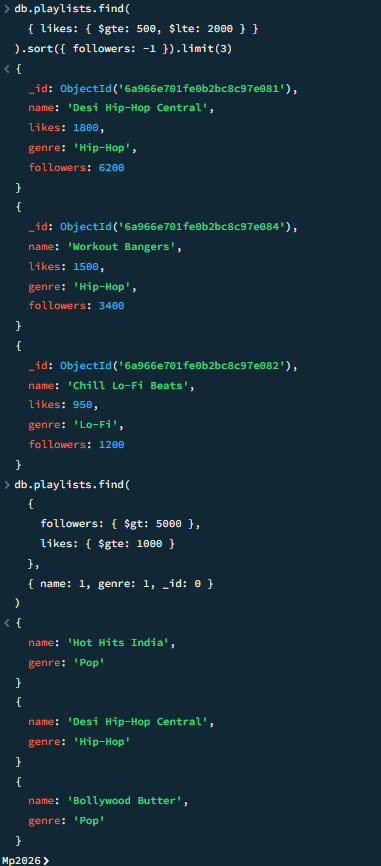 > db.playlists.find(
{ likes: { $gte: 500, $lte: 2000 } }
).sort({ followers: -1 }).limit(3)
< {
_id: ObjectId('6a966e701fe0b2bc8c97e081'),
name: 'Desi Hip-Hop Central',
likes: 1800,
genre: 'Hip-Hop',
followers: 6200
}
{
_id: ObjectId('6a966e701fe0b2bc8c97e084'),
name: 'Workout Bangers',
likes: 1500,
genre: 'Hip-Hop',
followers: 3400
}
{
_id: ObjectId('6a966e701fe0b2bc8c97e082'),
name: 'Chill Lo-Fi Beats',
likes: 950,
genre: 'Lo-Fi',
followers: 1200
}
> db.playlists.find(
{
followers: { $gt: 5000 },
likes: { $gte: 1000 }
},
{ name: 1, genre: 1, _id: 0 }
)
< {
name: 'Hot Hits India',
genre: 'Pop'
}
{
name: 'Desi Hip-Hop Central',
genre: 'Hip-Hop'
}
{
name: 'Bollywood Butter',
genre: 'Pop'
}
Mp2026>